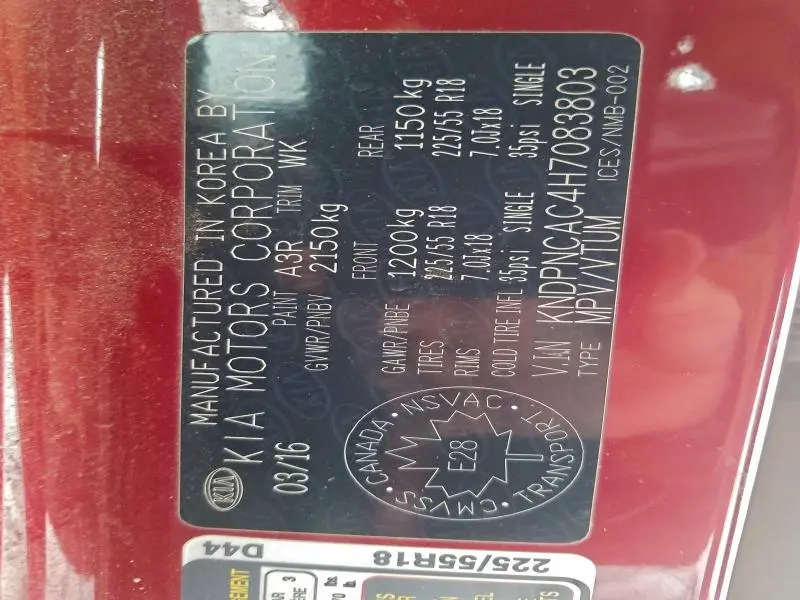 KIA
MANUFACTURED IN KOREA BY
KIA MOTORS CORPORATION
03/16 PAINT A3R TRIM WK
GVWR/PNBV 2150kg
FRONT REAR
GAWR/PNBE 1200kg 1150kg
TIRES 225/55 R18 225/55 R18
RIMS 7.0Jx18 7.0Jx18
COLD TIRE INFL 35psi SINGLE 35psi SINGLE
V.I.N KNDPNCAC4H7083803
TYPE MPV/VTUM ICES/NMB-002
CANADA · NSVAC · TRANSPORT · CMVSS
E28
225/55R18 D44